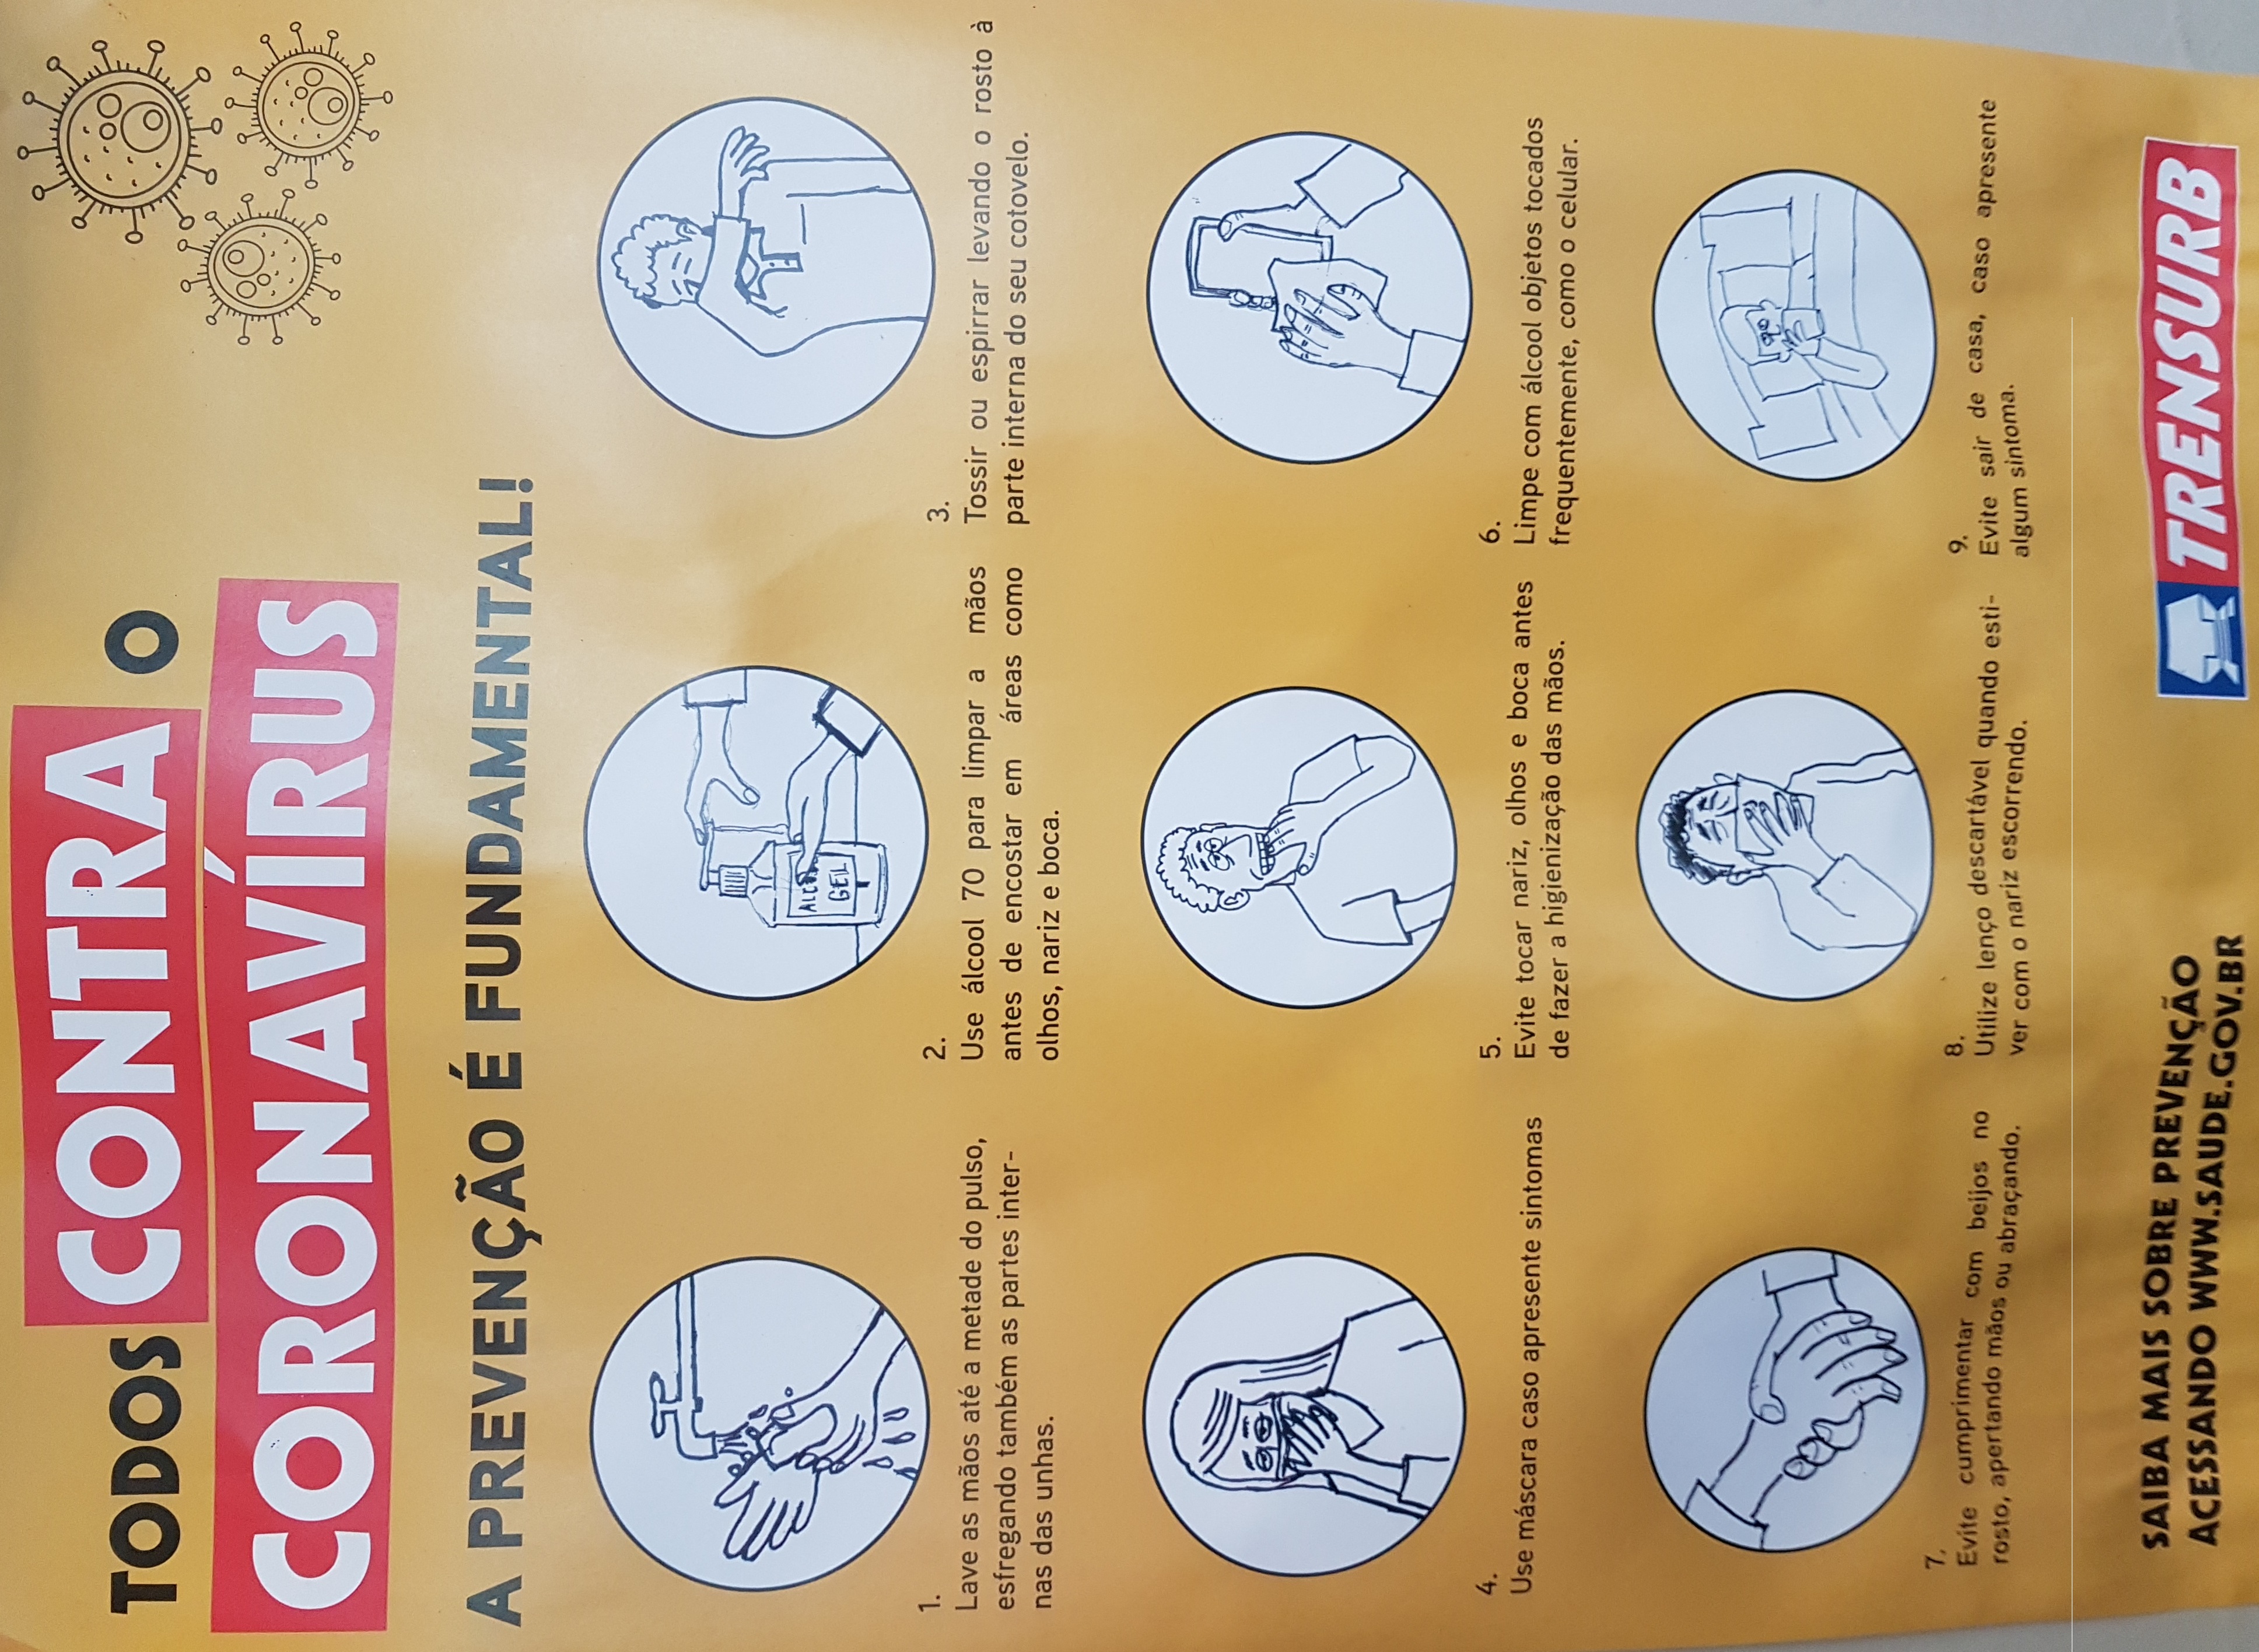 TODOS CONTRA O
CORONAVÍRUS
A PREVENÇÃO É FUNDAMENTAL!
GEL
1.
Lave as mãos até a metade do pulso,
esfregando também as partes inter-
nas das unhas.
2.
Use álcool 70 para limpar a mãos
antes de encostar em áreas como
olhos, nariz e boca.
3.
Tossir ou espirrar levando o rosto à
parte interna do seu cotovelo.
4.
Use máscara caso apresente sintomas
5.
Evite tocar nariz, olhos e boca antes
de fazer a higienização das mãos.
6.
Limpe com álcool objetos tocados
frequentemente, como o celular.
7.
Evite cumprimentar com beijos no
rosto, apertando mãos ou abraçando.
8.
Utilize lenço descartável quando esti-
ver com o nariz escorrendo.
9.
Evite sair de casa, caso apresente
algum sintoma.
SAIBA MAIS SOBRE PREVENÇÃO
ACESSANDO WWW.SAUDE.GOV.BR
TRENSURB